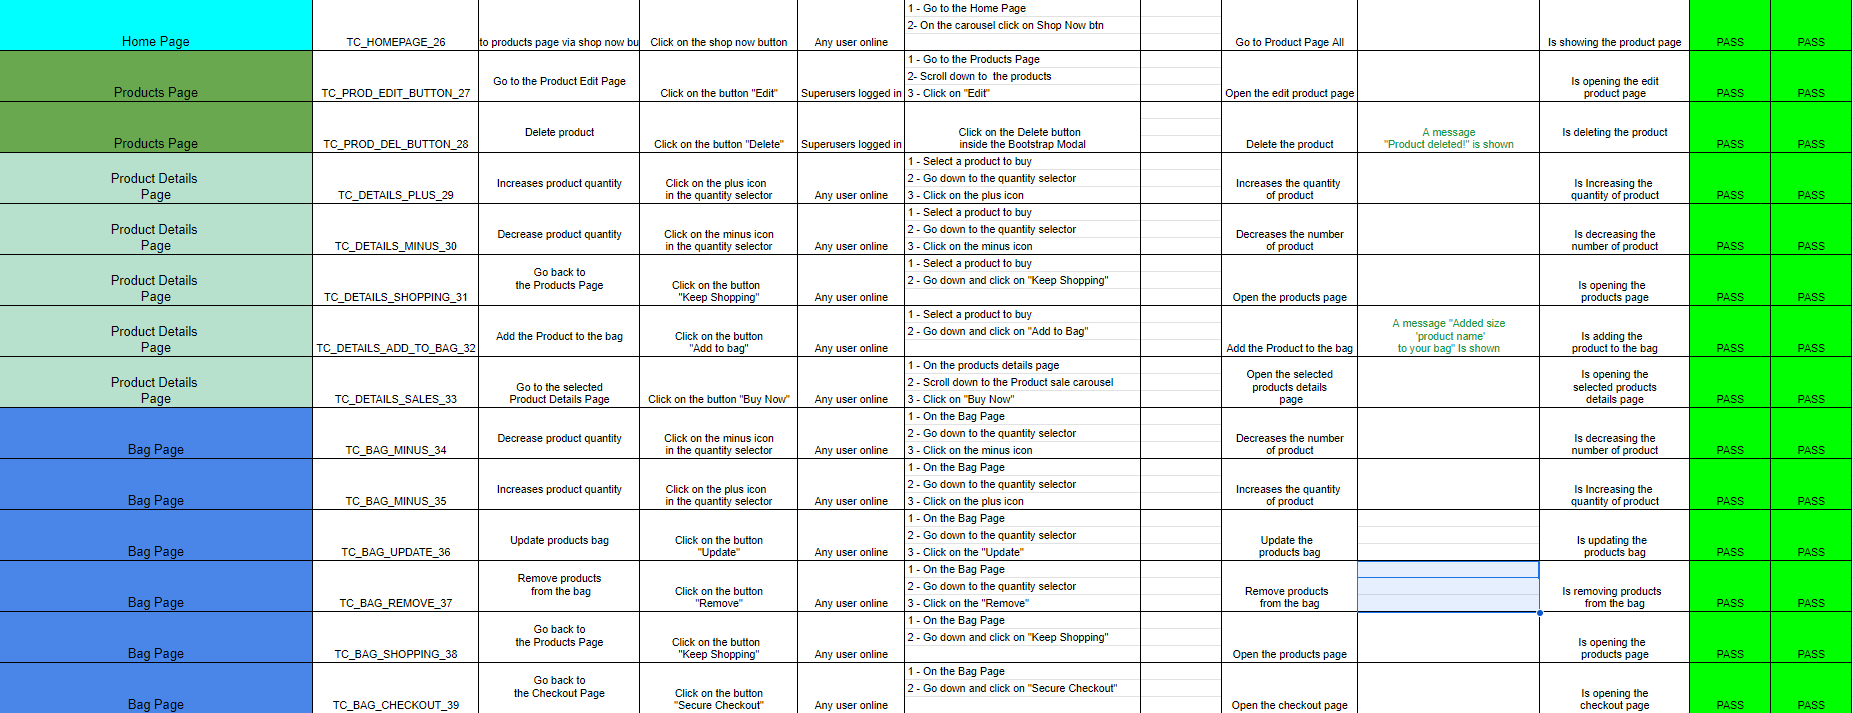 Home Page
TC_HOMEPAGE_26
to products page via shop now bu
Click on the shop now button
Any user online
1 - Go to the Home Page
2- On the carousel click on Shop Now btn
Go to Product Page All
Is showing the product page
PASS
PASS
Products Page
TC_PROD_EDIT_BUTTON_27
Go to the Product Edit Page
Click on the button "Edit"
Superusers logged in
1 - Go to the Products Page
2- Scroll down to the products
3 - Click on "Edit"
Open the edit product page
Is opening the edit
product page
PASS
PASS
Products Page
TC_PROD_DEL_BUTTON_28
Delete product
Click on the button "Delete"
Superusers logged in
Click on the Delete button
inside the Bootstrap Modal
Delete the product
A message
"Product deleted!" is shown
Is deleting the product
PASS
PASS
Product Details
Page
TC_DETAILS_PLUS_29
Increases product quantity
Click on the plus icon
in the quantity selector
Any user online
1 - Select a product to buy
2 - Go down to the quantity selector
3 - Click on the plus icon
Increases the quantity
of product
Is Increasing the
quantity of product
PASS
PASS
Product Details
Page
TC_DETAILS_MINUS_30
Decrease product quantity
Click on the minus icon
in the quantity selector
Any user online
1 - Select a product to buy
2 - Go down to the quantity selector
3 - Click on the minus icon
Decreases the number
of product
Is decreasing the
number of product
PASS
PASS
Product Details
Page
TC_DETAILS_SHOPPING_31
Go back to
the Products Page
Click on the button
"Keep Shopping"
Any user online
1 - Select a product to buy
2 - Go down and click on "Keep Shopping"
Open the products page
Is opening the
products page
PASS
PASS
Product Details
Page
TC_DETAILS_ADD_TO_BAG_32
Add the Product to the bag
Click on the button
"Add to bag"
Any user online
1 - Select a product to buy
2 - Go down and click on "Add to Bag"
Add the Product to the bag
A message "Added size
'product name'
to your bag" Is shown
Is adding the
product to the bag
PASS
PASS
Product Details
Page
TC_DETAILS_SALES_33
Go to the selected
Product Details Page
Click on the button "Buy Now"
Any user online
1 - On the products details page
2 - Scroll down to the Product sale carousel
3 - Click on "Buy Now"
Open the selected
products details
page
Is opening the
selected products
details page
PASS
PASS
Bag Page
TC_BAG_MINUS_34
Decrease product quantity
Click on the minus icon
in the quantity selector
Any user online
1 - On the Bag Page
2 - Go down to the quantity selector
3 - Click on the minus icon
Decreases the number
of product
Is decreasing the
number of product
PASS
PASS
Bag Page
TC_BAG_MINUS_35
Increases product quantity
Click on the plus icon
in the quantity selector
Any user online
1 - On the Bag Page
2 - Go down to the quantity selector
3 - Click on the plus icon
Increases the quantity
of product
Is Increasing the
quantity of product
PASS
PASS
Bag Page
TC_BAG_UPDATE_36
Update products bag
Click on the button
"Update"
Any user online
1 - On the Bag Page
2 - Go down to the quantity selector
3 - Click on the "Update"
Update the
products bag
Is updating the
products bag
PASS
PASS
Bag Page
TC_BAG_REMOVE_37
Remove products
from the bag
Click on the button
"Remove"
Any user online
1 - On the Bag Page
2 - Go down to the quantity selector
3 - Click on the "Remove"
Remove products
from the bag
Is removing products
from the bag
PASS
PASS
Bag Page
TC_BAG_SHOPPING_38
Go back to
the Products Page
Click on the button
"Keep Shopping"
Any user online
1 - On the Bag Page
2 - Go down and click on "Keep Shopping"
Open the products page
Is opening the
products page
PASS
PASS
Bag Page
TC_BAG_CHECKOUT_39
Go back to
the Checkout Page
Click on the button
"Secure Checkout"
Any user online
1 - On the Bag Page
2 - Go down and click on "Secure Checkout"
Open the checkout page
Is opening the
checkout page
PASS
PASS